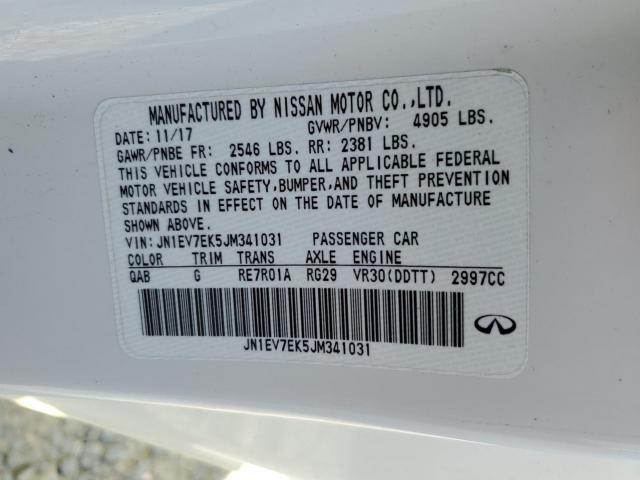 MANUFACTURED BY NISSAN MOTOR CO.,LTD.
DATE: 11/17 GVWR/PNBV: 4905 LBS.
GAWR/PNBE FR: 2546 LBS. RR: 2381 LBS.
THIS VEHICLE CONFORMS TO ALL APPLICABLE FEDERAL
MOTOR VEHICLE SAFETY,BUMPER,AND THEFT PREVENTION
STANDARDS IN EFFECT ON THE DATE OF MANUFACTURE
SHOWN ABOVE.
VIN: JN1EV7EK5JM341031 PASSENGER CAR
COLOR TRIM TRANS AXLE ENGINE
QAB G RE7R01A RG29 VR30(DDTT) 2997CC
JN1EV7EK5JM341031